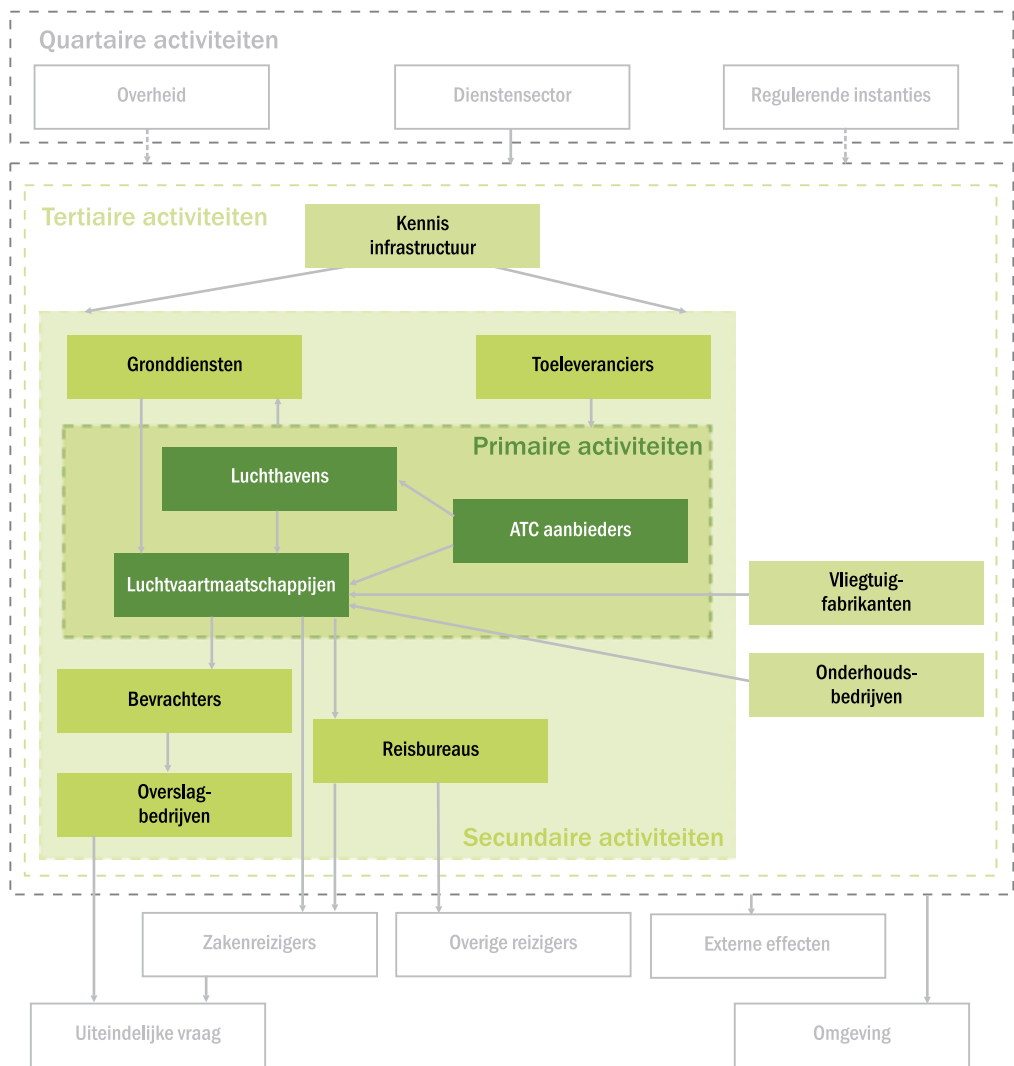 Quartaire activiteiten
Overheid
Dienstensector
Regulerende instanties
Tertiaire activiteiten
Kennis
infrastructuur
Gronddiensten
Toeleveranciers
Primaire activiteiten
Luchthavens
ATC aanbieders
Luchtvaartmaatschappijen
Vliegtuig-
fabrikanten
Onderhouds-
bedrijven
Bevrachters
Reisbureaus
Overslag-
bedrijven
Secundaire activiteiten
Zakenreizigers
Overige reizigers
Externe effecten
Uiteindelijke vraag
Omgeving